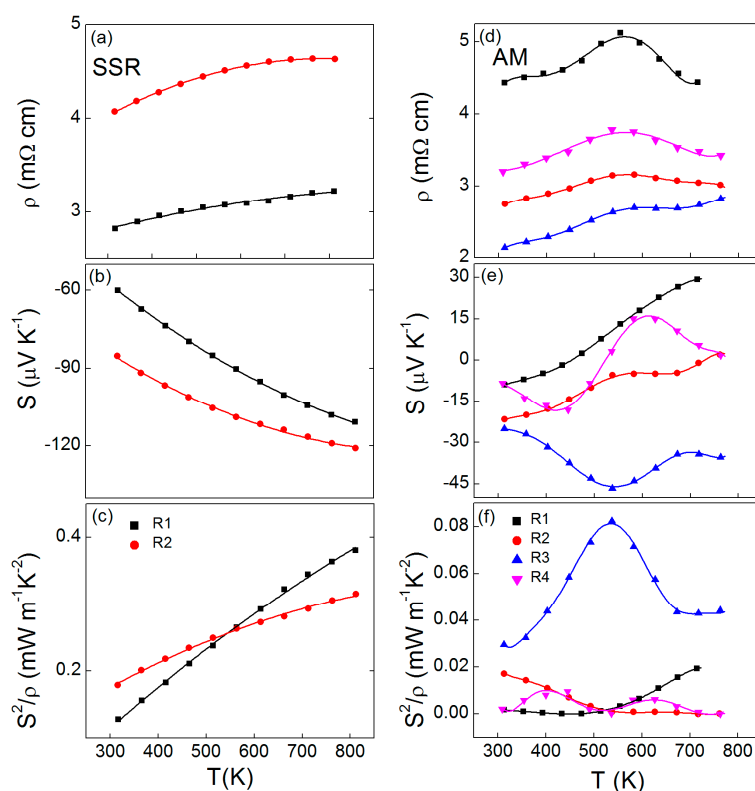 (a)
SSR
5
4
3
ρ (mΩ cm)
(b)
-60
-90
-120
S (μV K⁻¹)
(c)
R1
R2
0.4
0.2
S²/ρ (mW m⁻¹K⁻²)
300 400 500 600 700 800
T(K)
(d)
AM
5
4
3
2
ρ (mΩ cm)
(e)
30
15
0
-15
-30
-45
S (μV K⁻¹)
(f)
R1
R2
R3
R4
0.08
0.06
0.04
0.02
0.00
S²/ρ (mW m⁻¹K⁻²)
300 400 500 600 700 800
T (K)